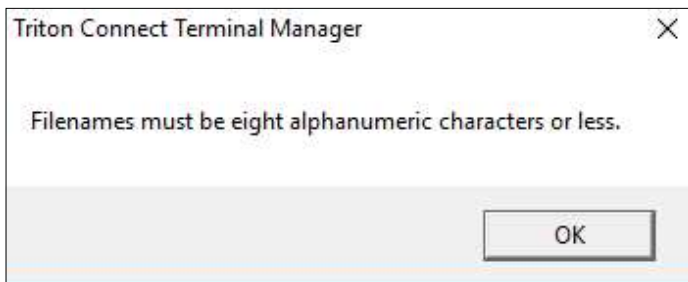 Triton Connect Terminal Manager
Filenames must be eight alphanumeric characters or less.
OK